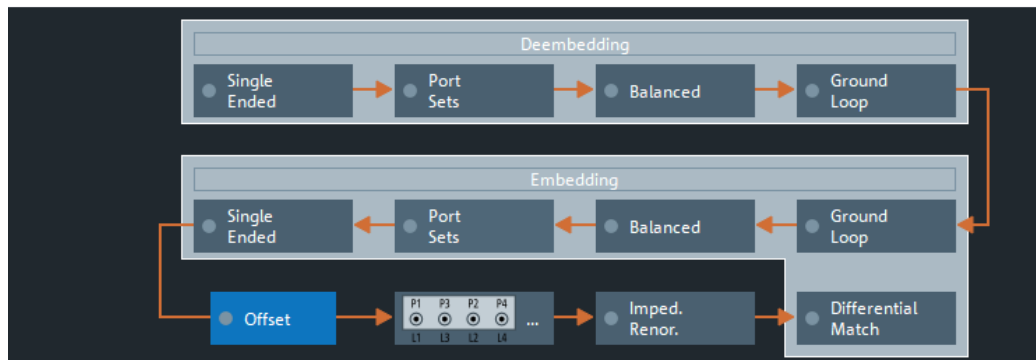 Deembedding
Single
Ended
Port
Sets
Balanced
Ground
Loop
Embedding
Single
Ended
Port
Sets
Balanced
Ground
Loop
Offset
P1 P3 P2 P4
L1 L3 L2 L4
...
Imped.
Renor.
Differential
Match